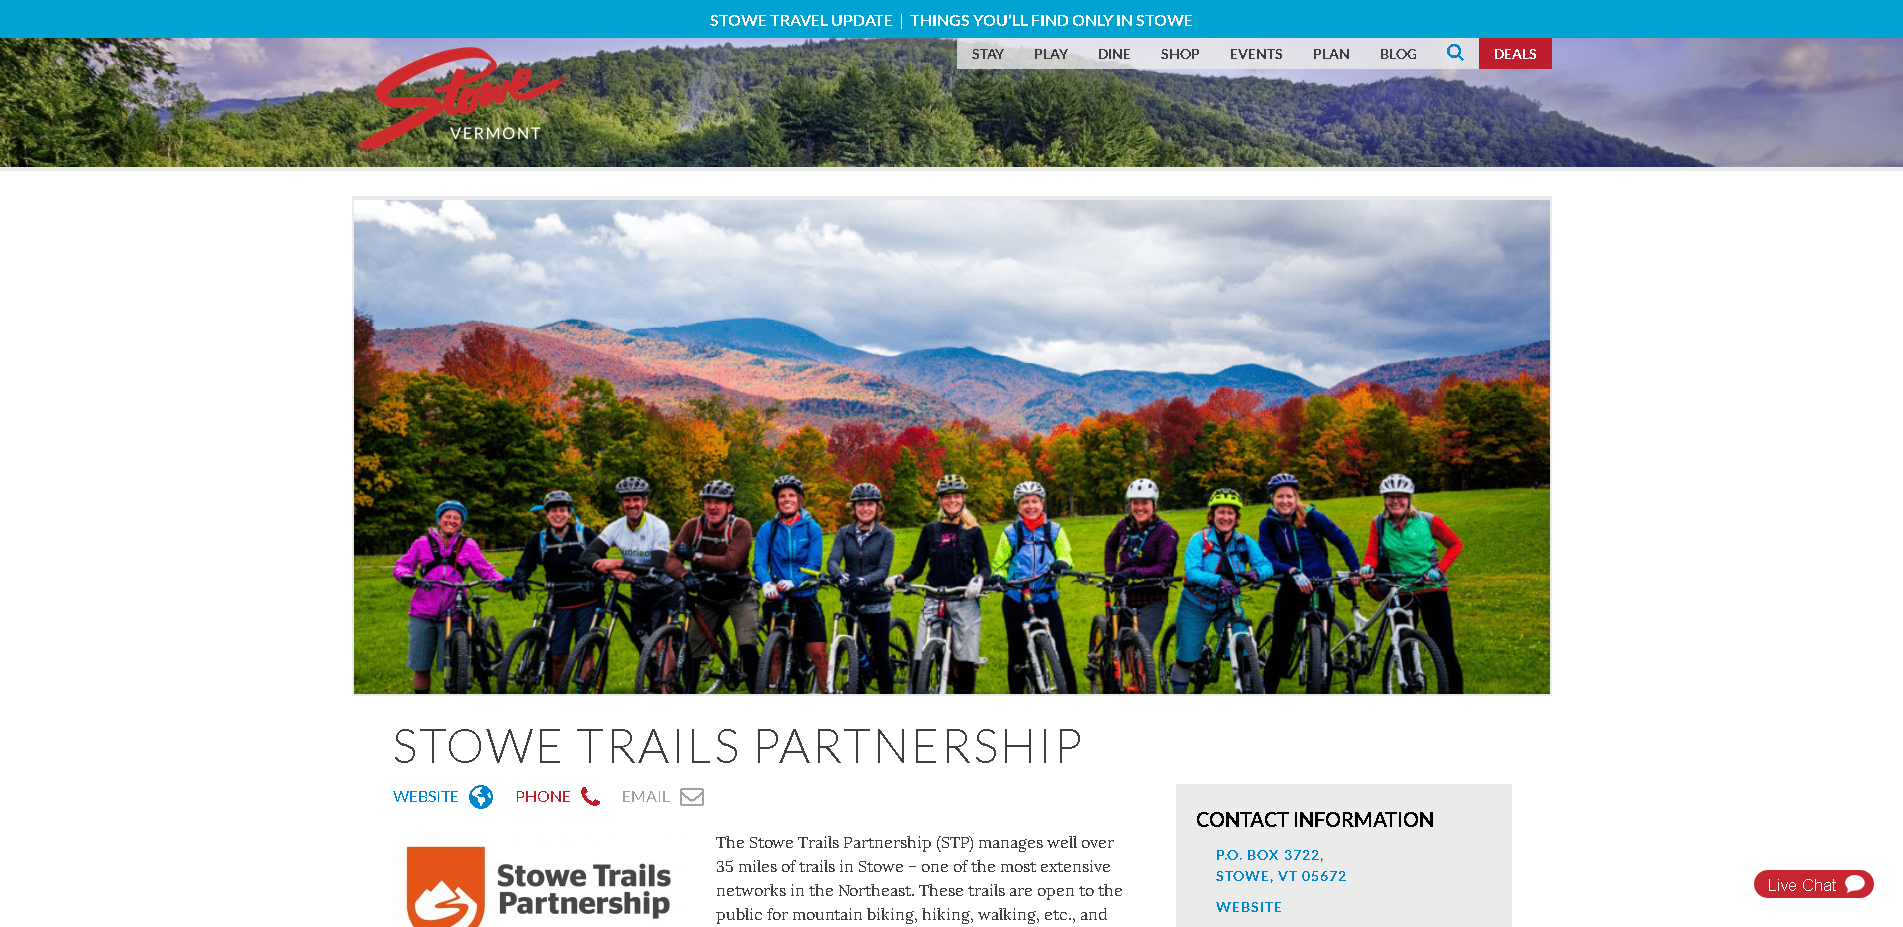 STOWE TRAVEL UPDATE | THINGS YOU'LL FIND ONLY IN STOWE
STAY PLAY DINE SHOP EVENTS PLAN BLOG DEALS
Stowe
VERMONT
STOWE TRAILS PARTNERSHIP
WEBSITE PHONE EMAIL
Stowe Trails
Partnership
The Stowe Trails Partnership (STP) manages well over
35 miles of trails in Stowe – one of the most extensive
networks in the Northeast. These trails are open to the
public for mountain biking, hiking, walking, etc., and
CONTACT INFORMATION
P.O. BOX 3722,
STOWE, VT 05672
WEBSITE
Live Chat